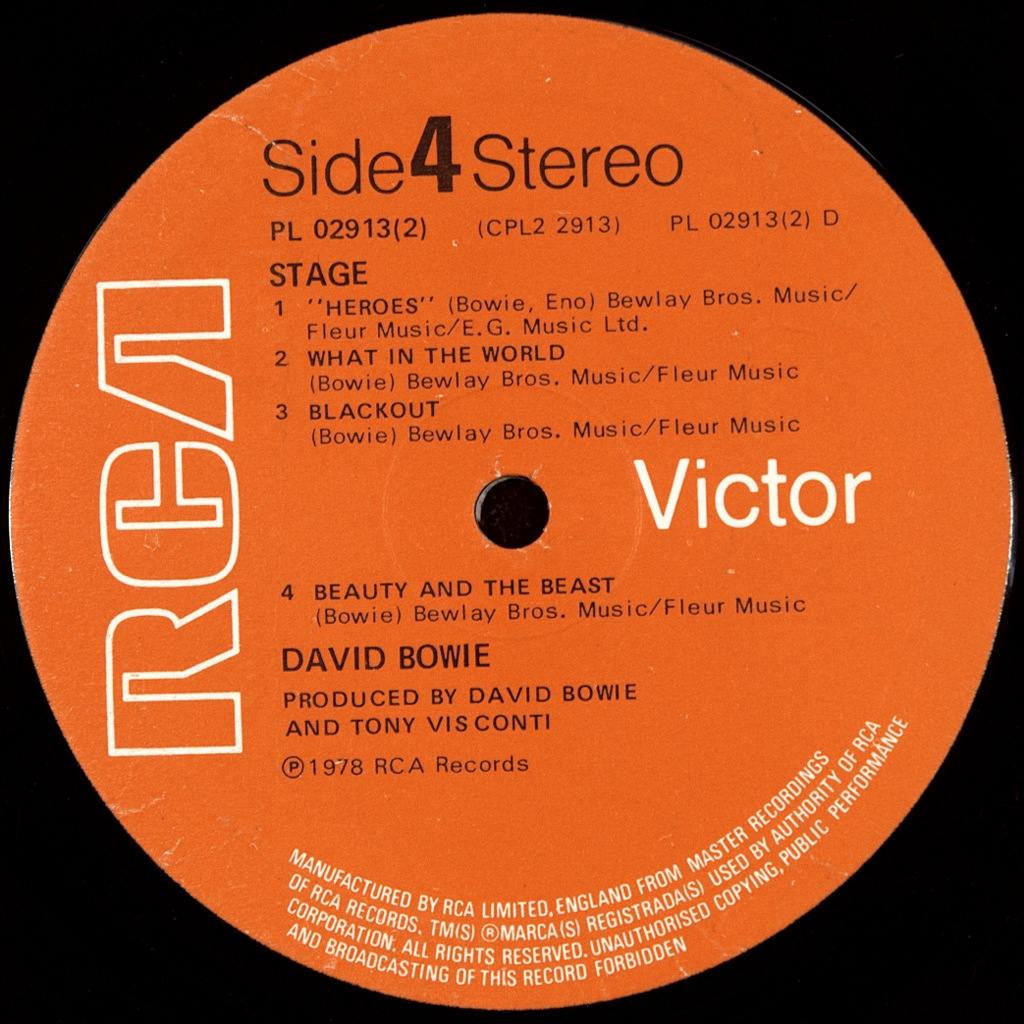 Side 4 Stereo
PL 02913(2) (CPL2 2913) PL 02913(2) D
STAGE
1 ''HEROES'' (Bowie, Eno) Bewlay Bros. Music/
Fleur Music/E.G. Music Ltd.
2 WHAT IN THE WORLD
(Bowie) Bewlay Bros. Music/Fleur Music
3 BLACKOUT
(Bowie) Bewlay Bros. Music/Fleur Music
RCA
Victor
4 BEAUTY AND THE BEAST
(Bowie) Bewlay Bros. Music/Fleur Music
DAVID BOWIE
PRODUCED BY DAVID BOWIE
AND TONY VISCONTI
℗1978 RCA Records
MANUFACTURED BY RCA LIMITED, ENGLAND FROM MASTER RECORDINGS
OF RCA RECORDS. TM(S) ®MARCA(S) REGISTRADA(S) USED BY AUTHORITY OF RCA
CORPORATION. ALL RIGHTS RESERVED. UNAUTHORISED COPYING, PUBLIC PERFORMANCE
AND BROADCASTING OF THIS RECORD FORBIDDEN